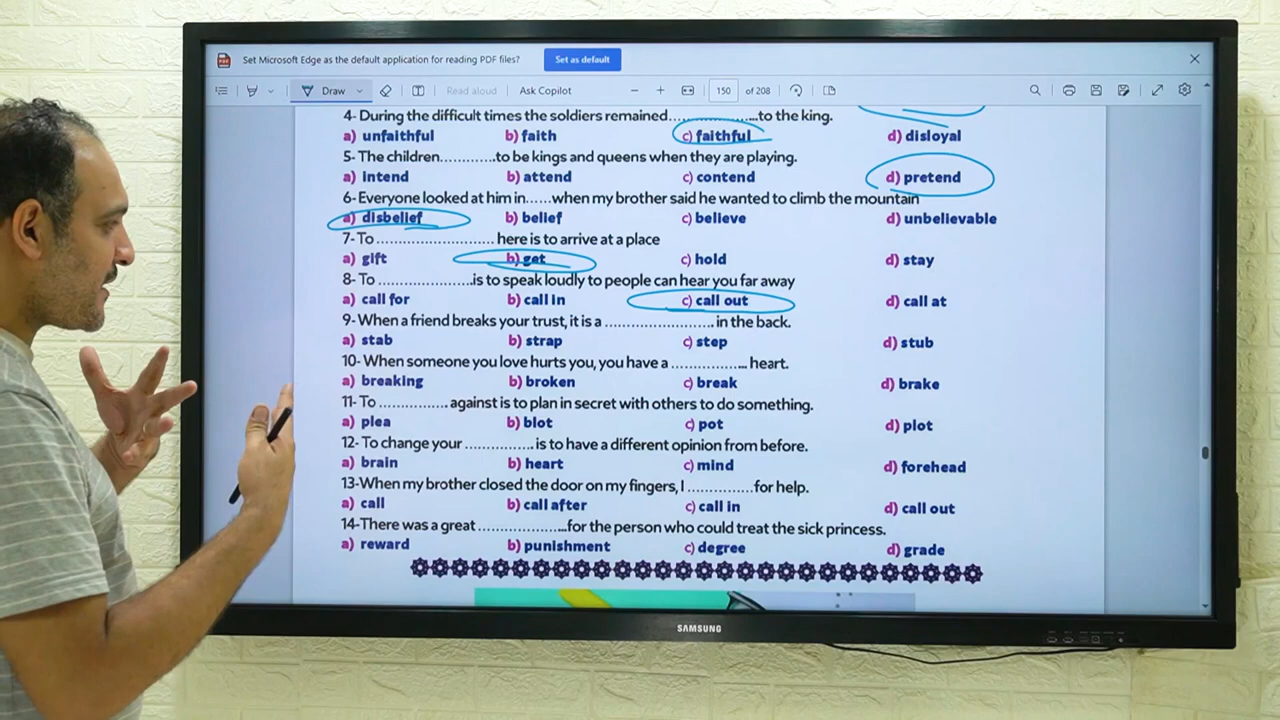 Set Microsoft Edge as the default application for reading PDF files? Set as default
Draw Read aloud Ask Copilot 150 of 208
4- During the difficult times the soldiers remained……………...to the king.
a) unfaithful b) faith c) faithful d) disloyal
5- The children…………to be kings and queens when they are playing.
a) intend b) attend c) contend d) pretend
6- Everyone looked at him in……when my brother said he wanted to climb the mountain
a) disbelief b) belief c) believe d) unbelievable
7- To ………………………… here is to arrive at a place
a) gift b) get c) hold d) stay
8- To …………………….is to speak loudly to people can hear you far away
a) call for b) call in c) call out d) call at
9- When a friend breaks your trust, it is a ……………………. in the back.
a) stab b) strap c) step d) stub
10- When someone you love hurts you, you have a ……………... heart.
a) breaking b) broken c) break d) brake
11- To ……………. against is to plan in secret with others to do something.
a) plea b) blot c) pot d) plot
12- To change your …………….is to have a different opinion from before.
a) brain b) heart c) mind d) forehead
13-When my brother closed the door on my fingers, I ……………for help.
a) call b) call after c) call in d) call out
14-There was a great ………………...for the person who could treat the sick princess.
a) reward b) punishment c) degree d) grade
SAMSUNG